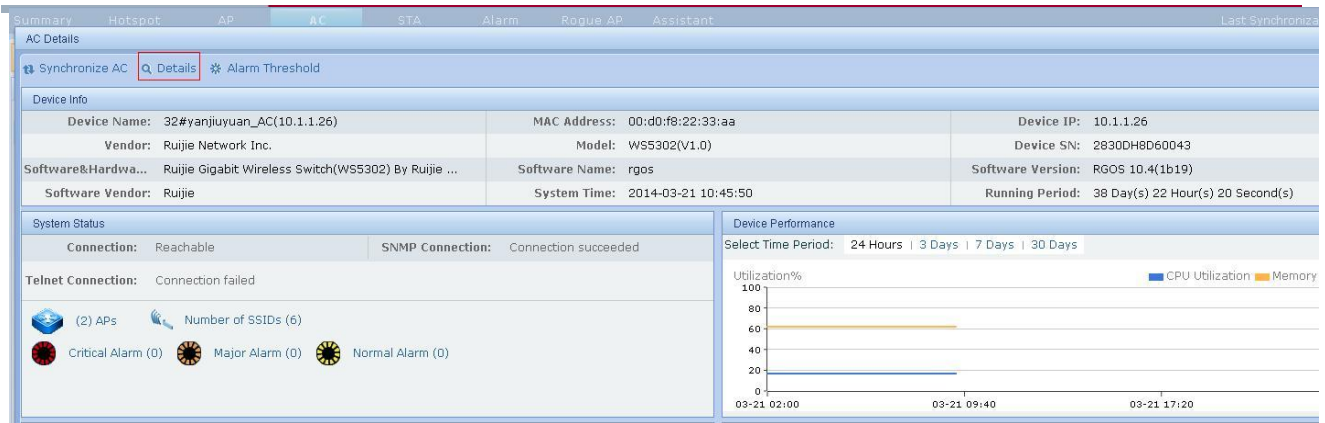 Summary Hotspot AP AC STA Alarm Rogue AP Assistant Last Synchroniza
AC Details
Synchronize AC Details Alarm Threshold
Device Info
Device Name: 32#yanjiuyuan_AC(10.1.1.26) MAC Address: 00:d0:f8:22:33:aa Device IP: 10.1.1.26
Vendor: Ruijie Network Inc. Model: WS5302(V1.0) Device SN: 2830DH8D60043
Software&Hardwa... Ruijie Gigabit Wireless Switch(WS5302) By Ruijie ... Software Name: rgos Software Version: RGOS 10.4(1b19)
Software Vendor: Ruijie System Time: 2014-03-21 10:45:50 Running Period: 38 Day(s) 22 Hour(s) 20 Second(s)
System Status
Connection: Reachable SNMP Connection: Connection succeeded
Telnet Connection: Connection failed
(2) APs Number of SSIDs (6)
Critical Alarm (0) Major Alarm (0) Normal Alarm (0)
Device Performance
Select Time Period: 24 Hours | 3 Days | 7 Days | 30 Days
Utilization% CPU Utilization Memory
100
80
60
40
20
0
03-21 02:00 03-21 09:40 03-21 17:20